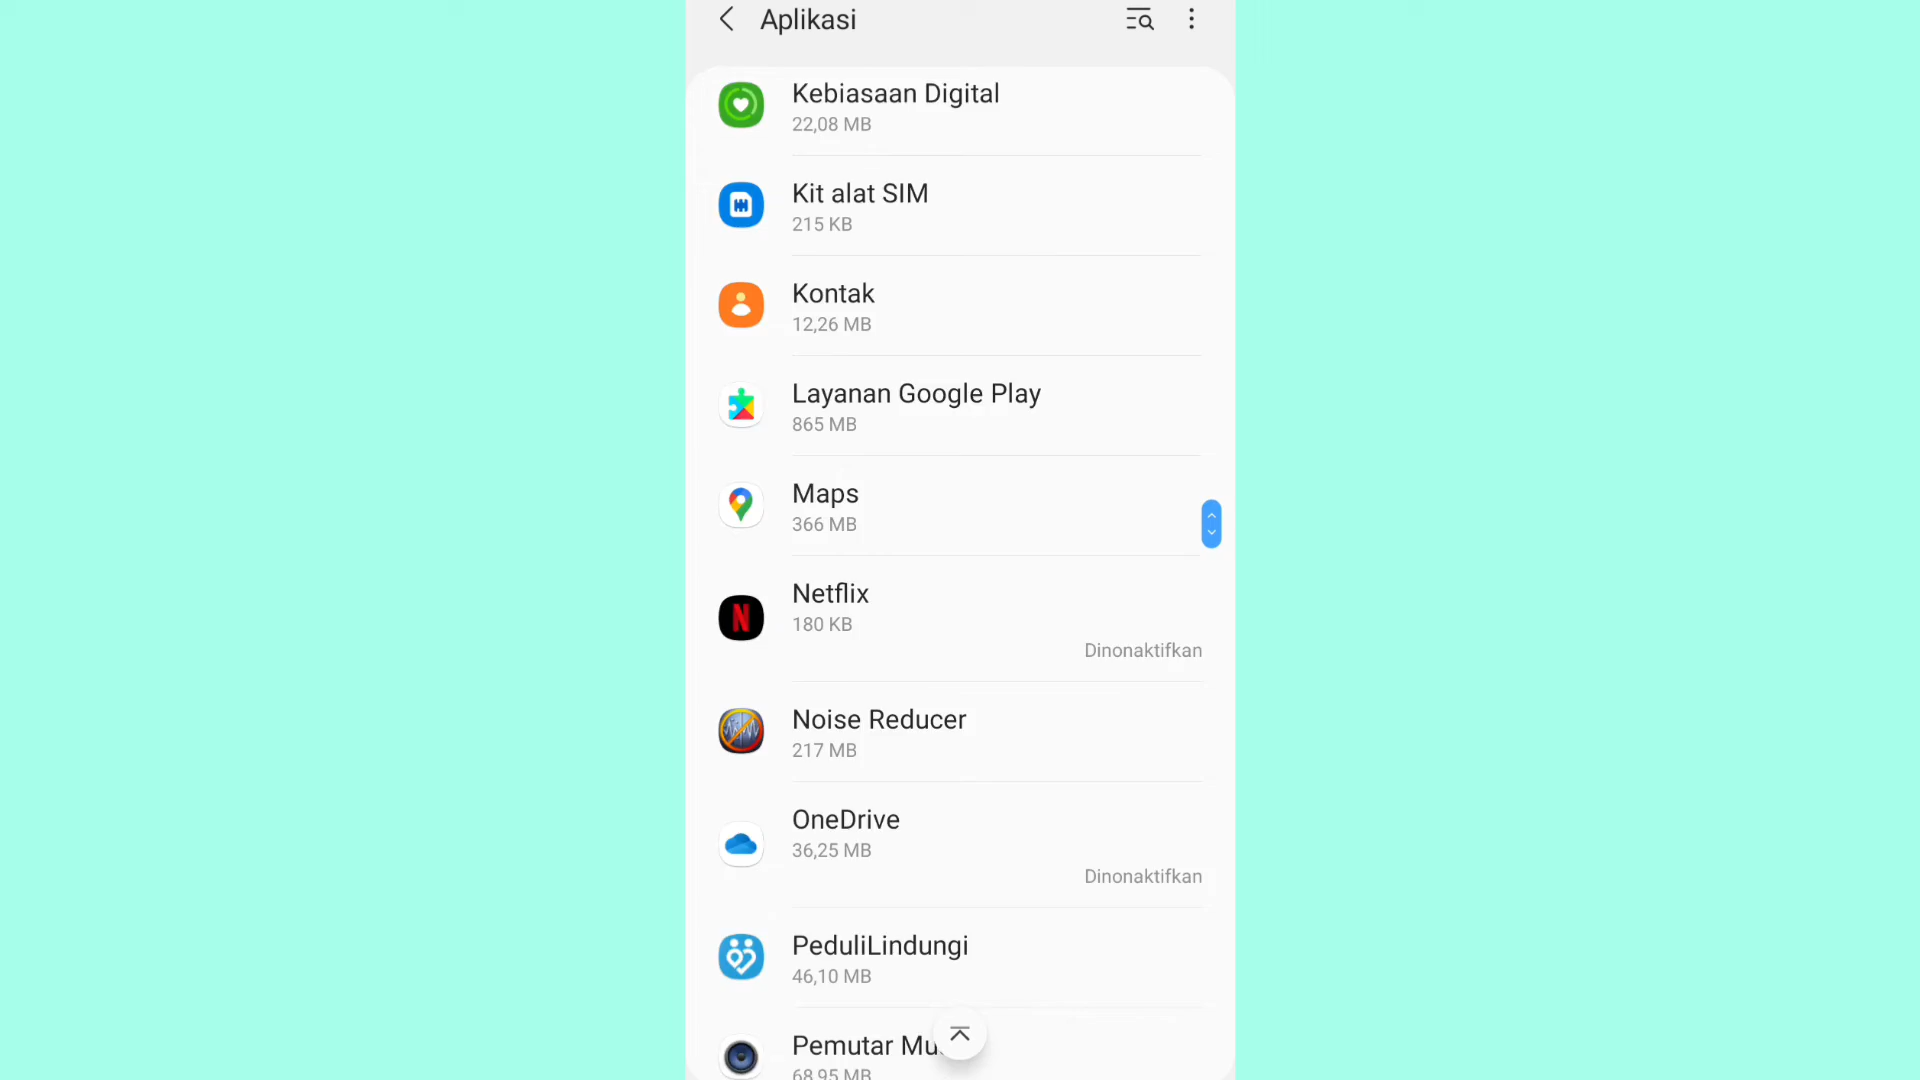 Aplikasi
Kebiasaan Digital
22,08 MB
Kit alat SIM
215 KB
Kontak
12,26 MB
Layanan Google Play
865 MB
Maps
366 MB
Netflix
180 KB
Dinonaktifkan
Noise Reducer
217 MB
OneDrive
36,25 MB
Dinonaktifkan
PeduliLindungi
46,10 MB
Pemutar
68,95 MB